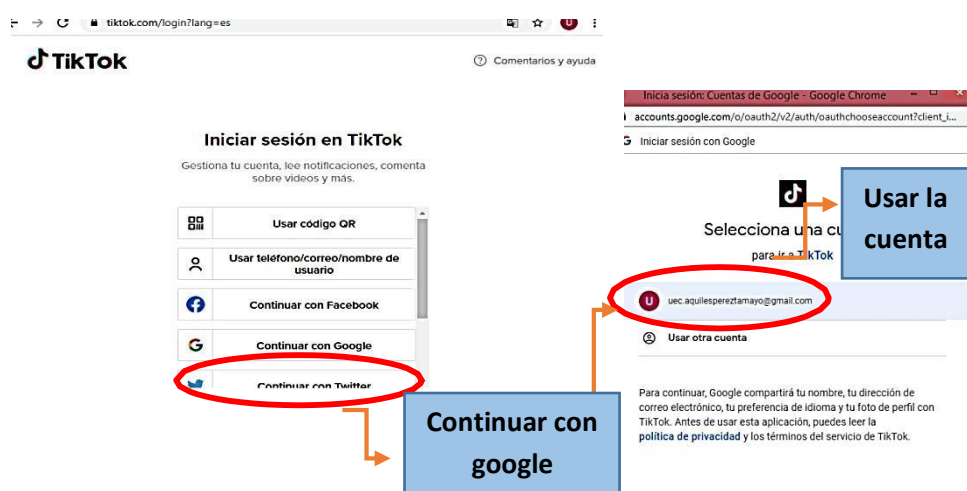 tiktok.com/login?lang=es
U
TikTok
Comentarios y ayuda
Iniciar sesión en TikTok
Gestiona tu cuenta, lee notificaciones, comenta
sobre videos y más.
Usar código QR
Usar teléfono/correo/nombre de
usuario
Continuar con Facebook
Continuar con Google
Continuar con Twitter
Continuar con
google
Inicia sesión: Cuentas de Google - Google Chrome
accounts.google.com/o/oauth2/v2/auth/oauthchooseaccount?client_i...
Iniciar sesión con Google
Selecciona una cu
para ir a TikTok
Usar la
cuenta
U
uec.aquilespereztamayo@gmail.com
Usar otra cuenta
Para continuar, Google compartirá tu nombre, tu dirección de
correo electrónico, tu preferencia de idioma y tu foto de perfil con
TikTok. Antes de usar esta aplicación, puedes leer la
política de privacidad y los términos del servicio de TikTok.